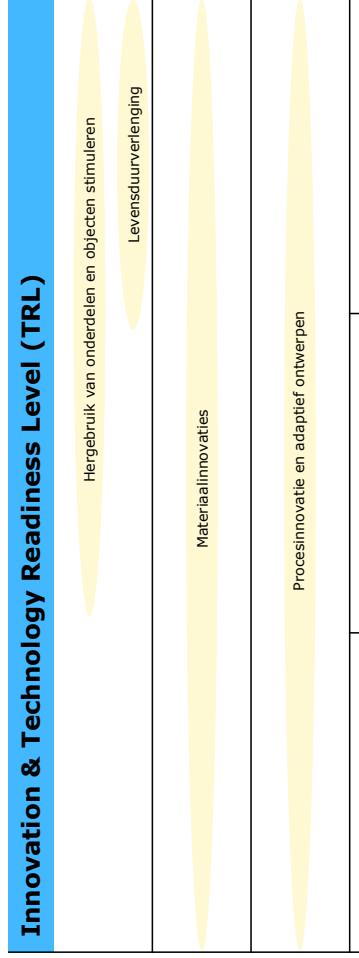 Innovation & Technology Readiness Level (TRL)
Hergebruik van onderdelen en objecten stimuleren
Levensduurverlenging
Materiaalinnovaties
Procesinnovatie en adaptief ontwerpen